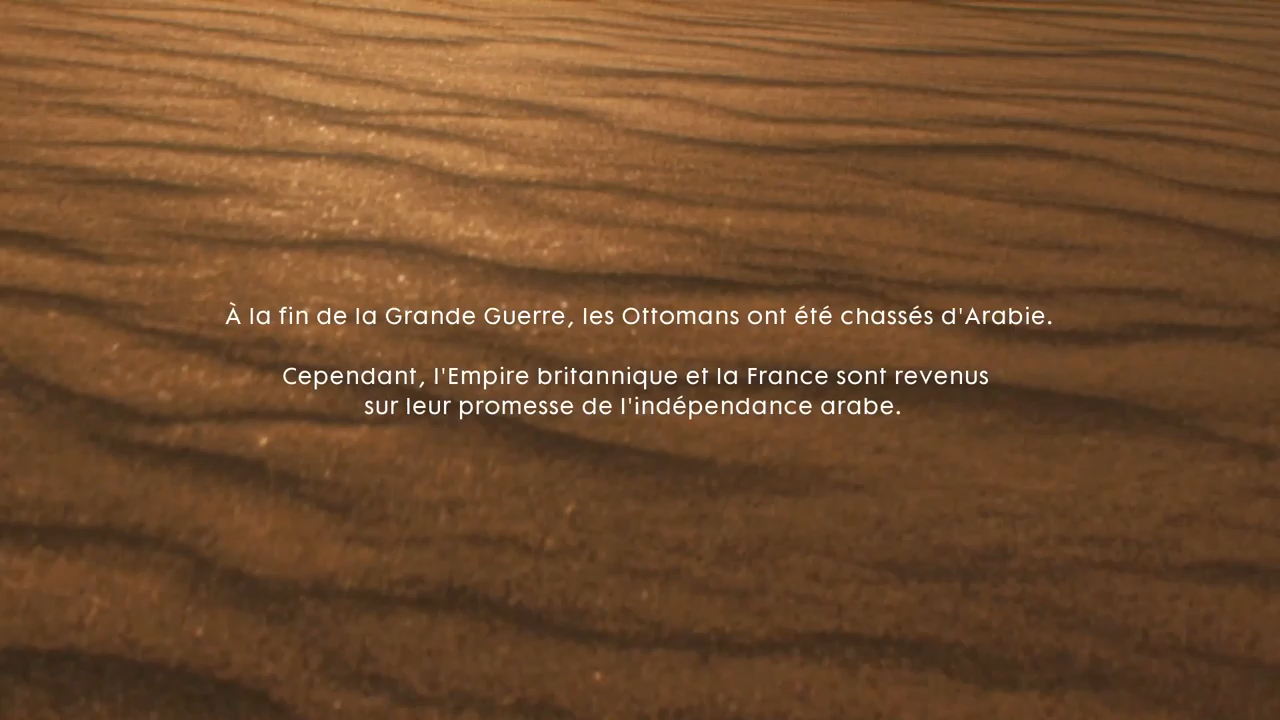 À la fin de la Grande Guerre, les Ottomans ont été chassés d'Arabie.
Cependant, l'Empire britannique et la France sont revenus
sur leur promesse de l'indépendance arabe.